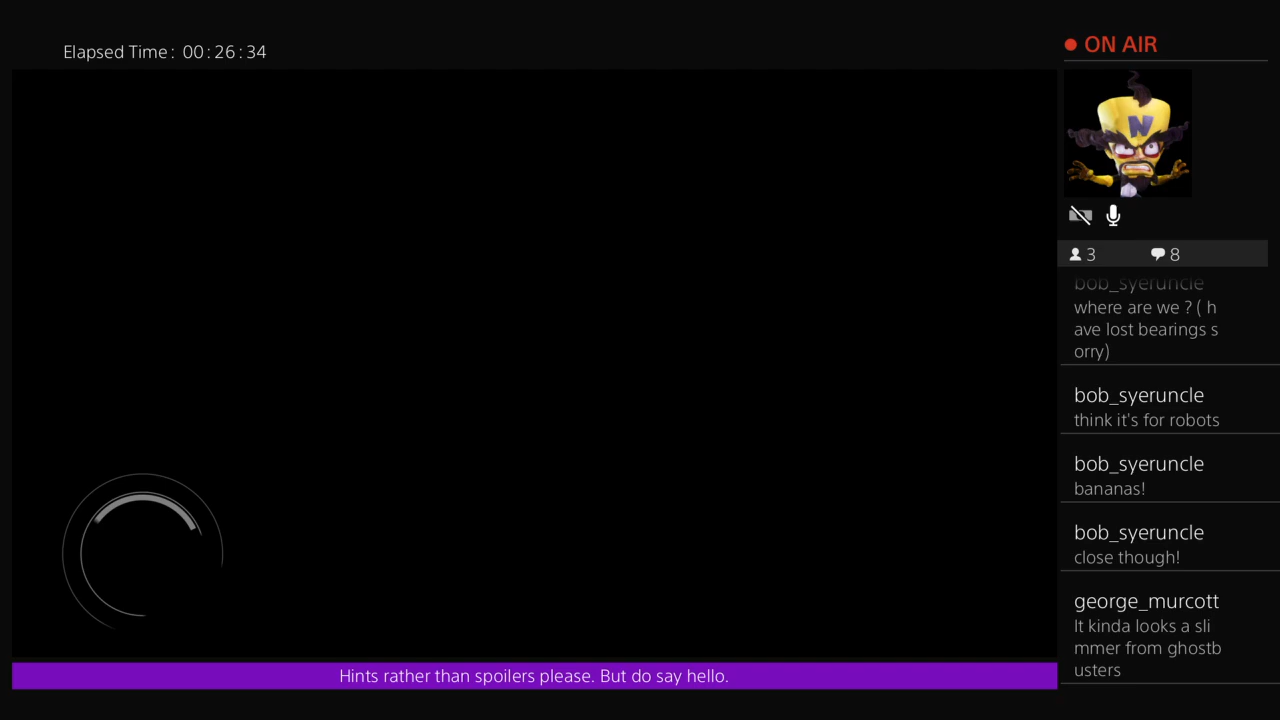 Elapsed Time: 00:26:34
ON AIR
N
3 8
bob_syeruncle
where are we ? ( h
ave lost bearings s
orry)
bob_syeruncle
think it's for robots
bob_syeruncle
bananas!
bob_syeruncle
close though!
george_murcott
It kinda looks a sli
mmer from ghostb
usters
Hints rather than spoilers please. But do say hello.